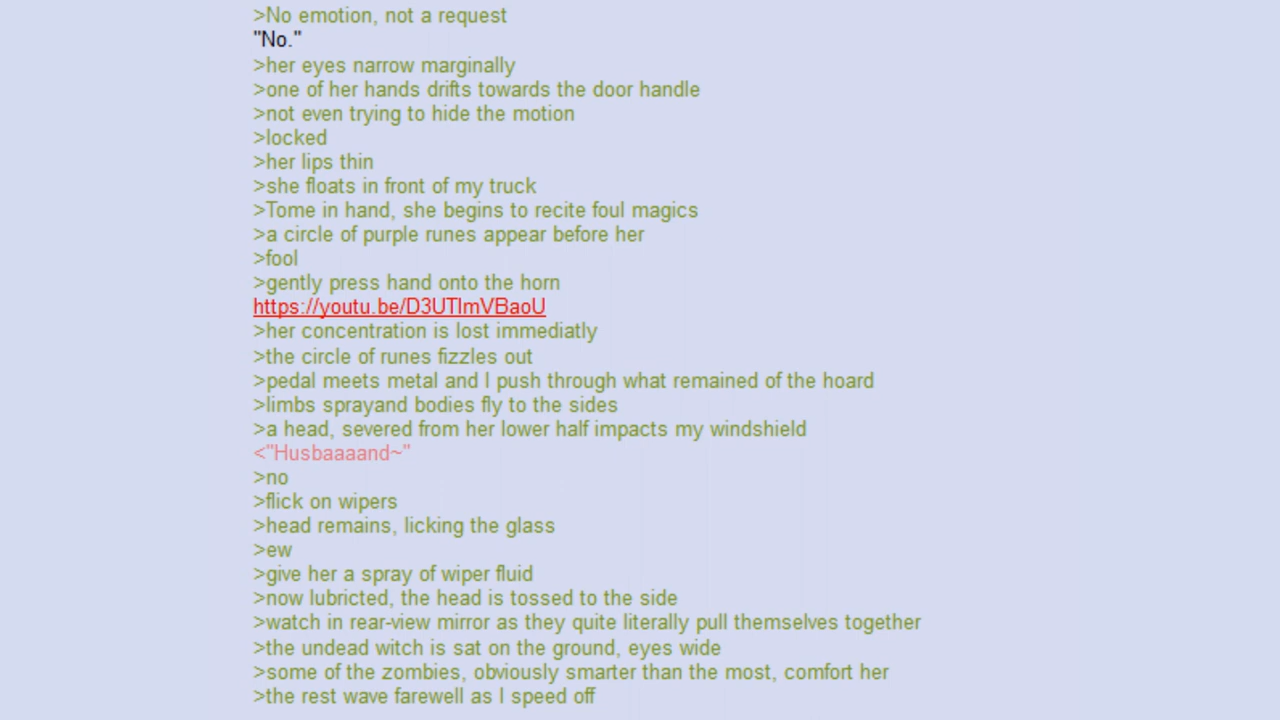 >No emotion, not a request
"No."
>her eyes narrow marginally
>one of her hands drifts towards the door handle
>not even trying to hide the motion
>locked
>her lips thin
>she floats in front of my truck
>Tome in hand, she begins to recite foul magics
>a circle of purple runes appear before her
>fool
>gently press hand onto the horn
https://youtu.be/D3UTlmVBaoU
>her concentration is lost immediatly
>the circle of runes fizzles out
>pedal meets metal and I push through what remained of the hoard
>limbs sprayand bodies fly to the sides
>a head, severed from her lower half impacts my windshield
<"Husbaaaand~"
>no
>flick on wipers
>head remains, licking the glass
>ew
>give her a spray of wiper fluid
>now lubricted, the head is tossed to the side
>watch in rear-view mirror as they quite literally pull themselves together
>the undead witch is sat on the ground, eyes wide
>some of the zombies, obviously smarter than the most, comfort her
>the rest wave farewell as I speed off